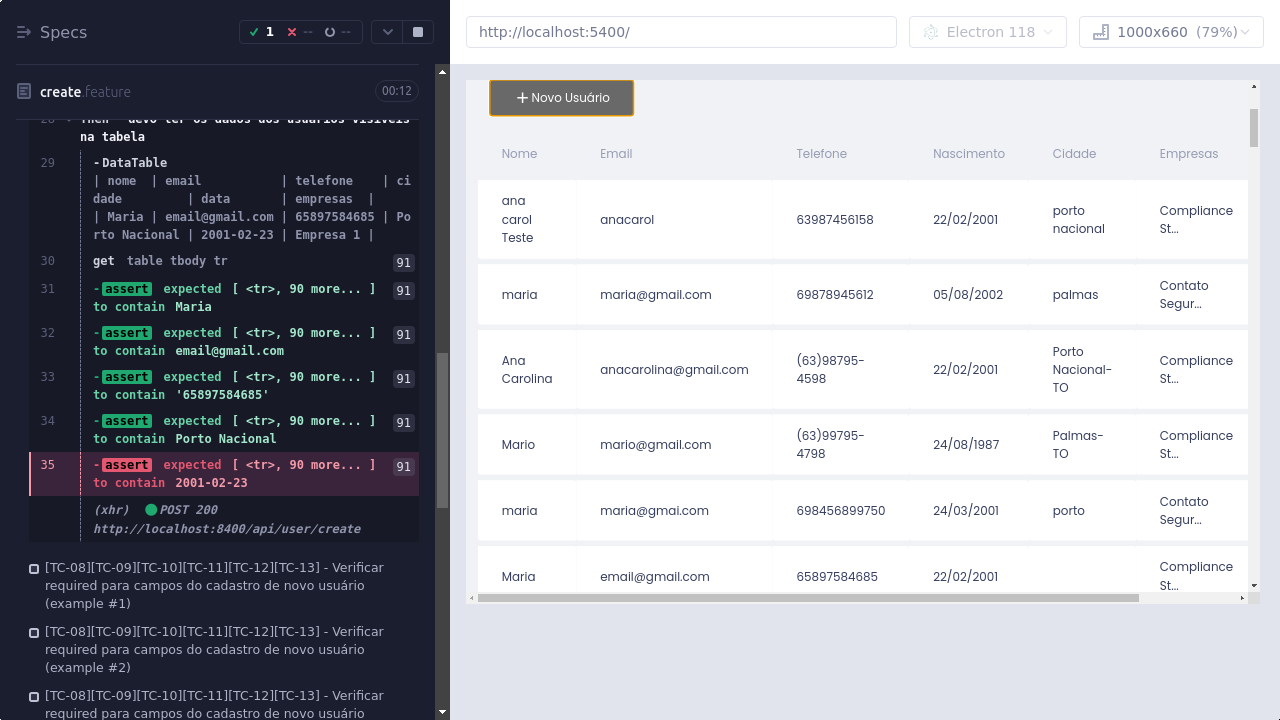 Specs
1
--
--
create feature
00:12
28 - Then devo ter os dados dos usuários visíveis
na tabela
29 -DataTable
| nome | email | telefone | ci
dade | data | empresas |
| Maria | email@gmail.com | 65897584685 | Po
rto Nacional | 2001-02-23 | Empresa 1 |
30 get table tbody tr 91
31 -assert expected [ <tr>, 90 more... ] 91
to contain Maria
32 -assert expected [ <tr>, 90 more... ] 91
to contain email@gmail.com
33 -assert expected [ <tr>, 90 more... ] 91
to contain '65897584685'
34 -assert expected [ <tr>, 90 more... ] 91
to contain Porto Nacional
35 -assert expected [ <tr>, 90 more... ] 91
to contain 2001-02-23
(xhr) POST 200
http://localhost:8400/api/user/create
[TC-08][TC-09][TC-10][TC-11][TC-12][TC-13] - Verificar
required para campos do cadastro de novo usuário
(example #1)
[TC-08][TC-09][TC-10][TC-11][TC-12][TC-13] - Verificar
required para campos do cadastro de novo usuário
(example #2)
[TC-08][TC-09][TC-10][TC-11][TC-12][TC-13] - Verificar
required para campos do cadastro de novo usuário
http://localhost:5400/
Electron 118
1000x660 (79%)
+ Novo Usuário
Nome Email Telefone Nascimento Cidade Empresas
ana
carol
Teste
anacarol
63987456158
22/02/2001
porto
nacional
Compliance
St...
maria
maria@gmail.com
69878945612
05/08/2002
palmas
Contato
Segur...
Ana
Carolina
anacarolina@gmail.com
(63)98795-
4598
22/02/2001
Porto
Nacional-
TO
Compliance
St...
Mario
mario@gmail.com
(63)99795-
4798
24/08/1987
Palmas-
TO
Compliance
St...
maria
maria@gmai.com
698456899750
24/03/2001
porto
Contato
Segur...
Maria
email@gmail.com
65897584685
22/02/2001
Compliance
St...